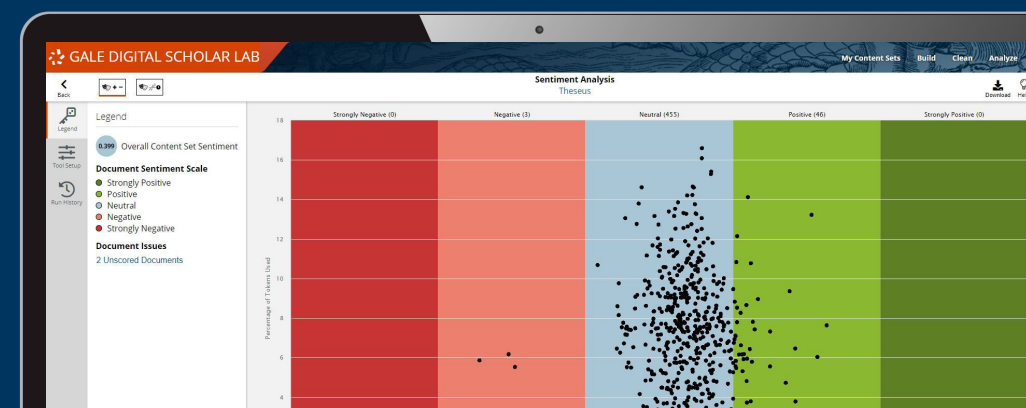 GALE DIGITAL SCHOLAR LAB
My Content Sets Build Clean Analyze
Back
Sentiment Analysis
Theseus
Download
Legend
Tool Setup
Run History
Legend
0.399 Overall Content Set Sentiment
Document Sentiment Scale
Strongly Positive
Positive
Neutral
Negative
Strongly Negative
Document Issues
2 Unscored Documents
Strongly Negative (0) Negative (3) Neutral (455) Positive (46) Strongly Positive (0)
Percentage of Tokens Used
18
16
14
12
10
8
6
4